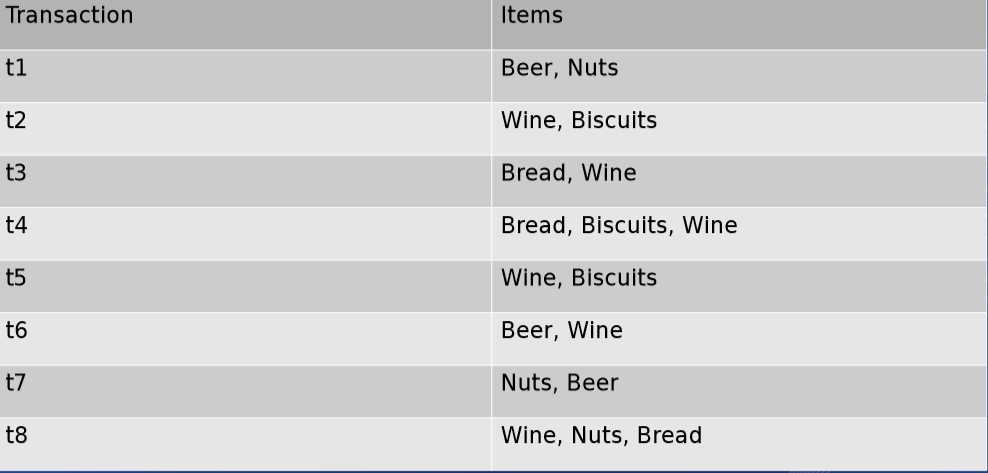 Transaction Items
t1 Beer, Nuts
t2 Wine, Biscuits
t3 Bread, Wine
t4 Bread, Biscuits, Wine
t5 Wine, Biscuits
t6 Beer, Wine
t7 Nuts, Beer
t8 Wine, Nuts, Bread